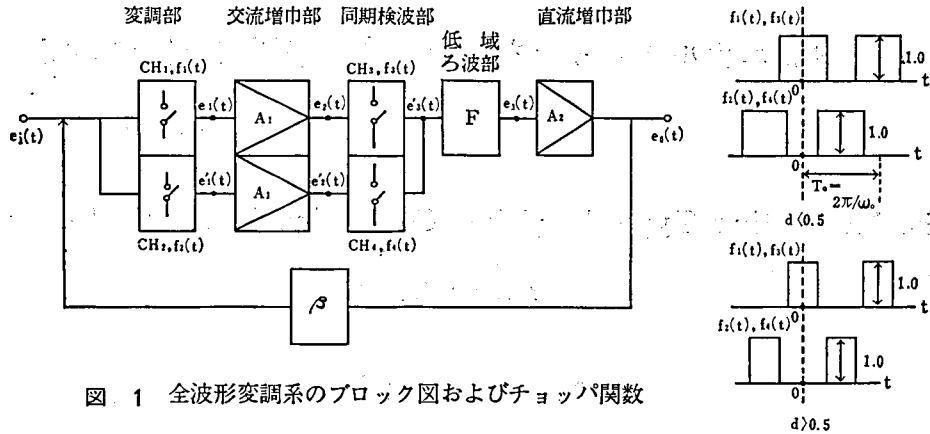 変調部 交流増巾部 同期検波部 直流増巾部
低域
ろ波部
CH₁,f₁(t) CH₃,f₃(t)
e₁(t) e₂(t) e'₃(t) e₃(t)
A₁ F A₂
eᵢ(t) e₀(t)
e'₁(t) e'₂(t)
A₁
CH₂,f₂(t) CH₄,f₄(t)
β
f₁(t),f₃(t)
1.0
0 t
f₂(t),f₄(t)
1.0
0 t
T₀=
2π/ω₀
d<0.5
f₁(t),f₃(t)
1.0
0 t
f₂(t),f₄(t)
1.0
0 t
d>0.5
図 1 全波形変調系のブロック図およびチョッパ関数